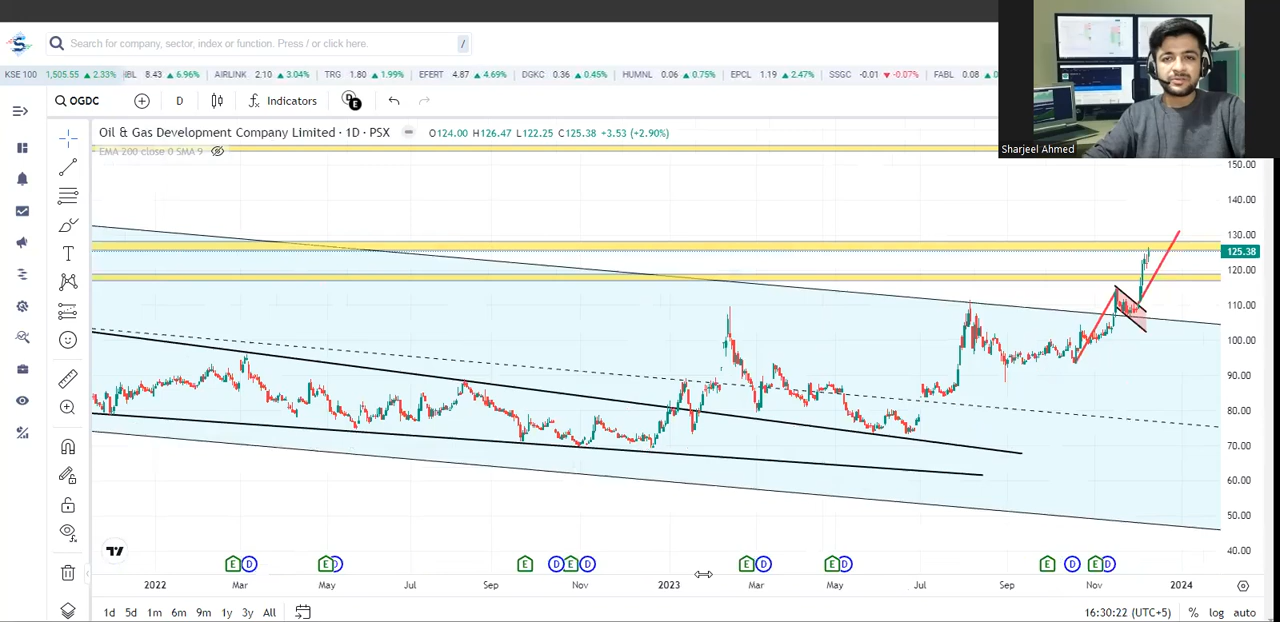 Search for company, sector, index or function. Press / or click here. /
KSE 100 1,505.55 ▲ 2.33% IBL 8.43 ▲ 6.96% AIRLINK 2.10 ▲ 3.04% TRG 1.80 ▲ 1.99% EFERT 4.87 ▲ 4.69% DGKC 0.36 ▲ 0.45% HUMNL 0.06 ▲ 0.75% EPCL 1.19 ▲ 2.47% SSGC -0.01 ▼ -0.07% FABL 0.08 ▲
OGDC D Indicators
Sharjeel Ahmed
Oil & Gas Development Company Limited · 1D · PSX O124.00 H126.47 L122.25 C125.38 +3.53 (+2.90%)
EMA 200 close 0 SMA 9
150.00
140.00
130.00
125.38
120.00
110.00
100.00
90.00
80.00
70.00
60.00
50.00
40.00
E D E D E D E D E D E D E D E D
2022 Mar May Jul Sep Nov 2023 Mar May Jul Sep Nov 2024
1d 5d 1m 6m 9m 1y 3y All 16:30:22 (UTC+5) % log auto